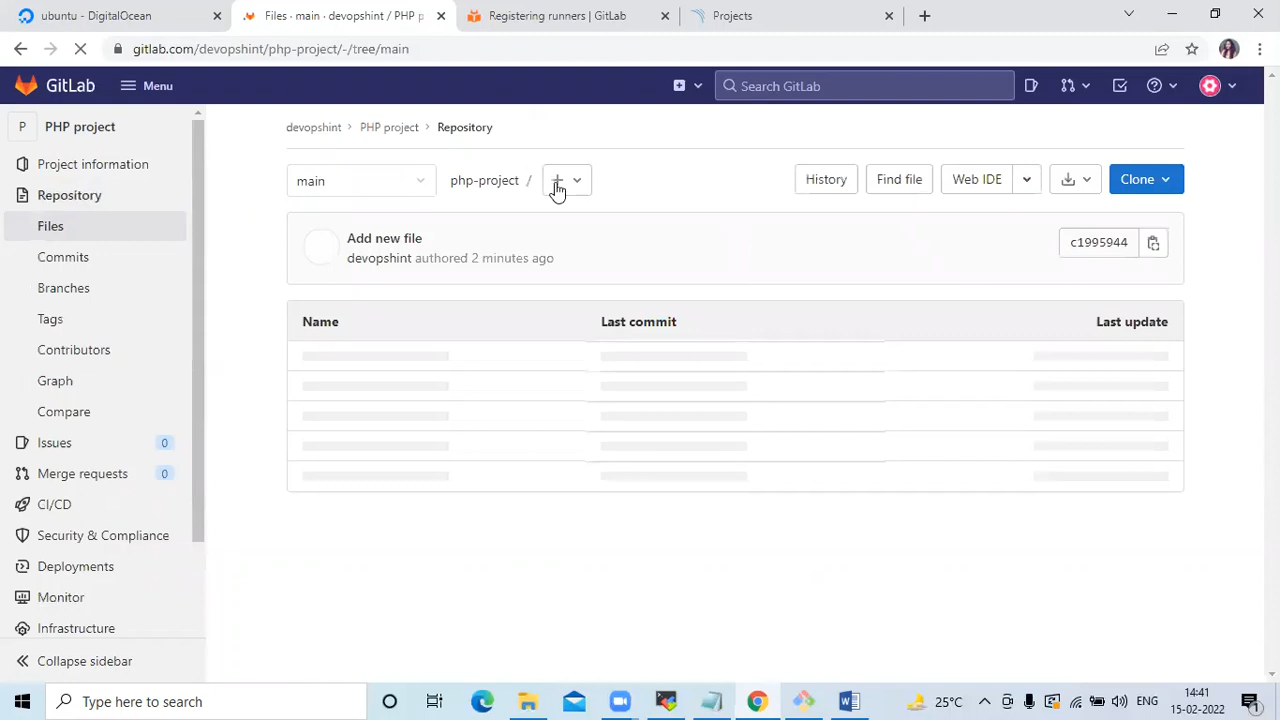 ubuntu - DigitalOcean
Files · main · devopshint / PHP p
Registering runners | GitLab
Projects
gitlab.com/devopshint/php-project/-/tree/main
GitLab
Menu
Search GitLab
P
PHP project
Project information
Repository
Files
Commits
Branches
Tags
Contributors
Graph
Compare
Issues 0
Merge requests 0
CI/CD
Security & Compliance
Deployments
Monitor
Infrastructure
Collapse sidebar
devopshint > PHP project > Repository
main
php-project /
History
Find file
Web IDE
Clone
Add new file
devopshint authored 2 minutes ago
c1995944
Name
Last commit
Last update
Type here to search
25°C
ENG
14:41
15-02-2022
1